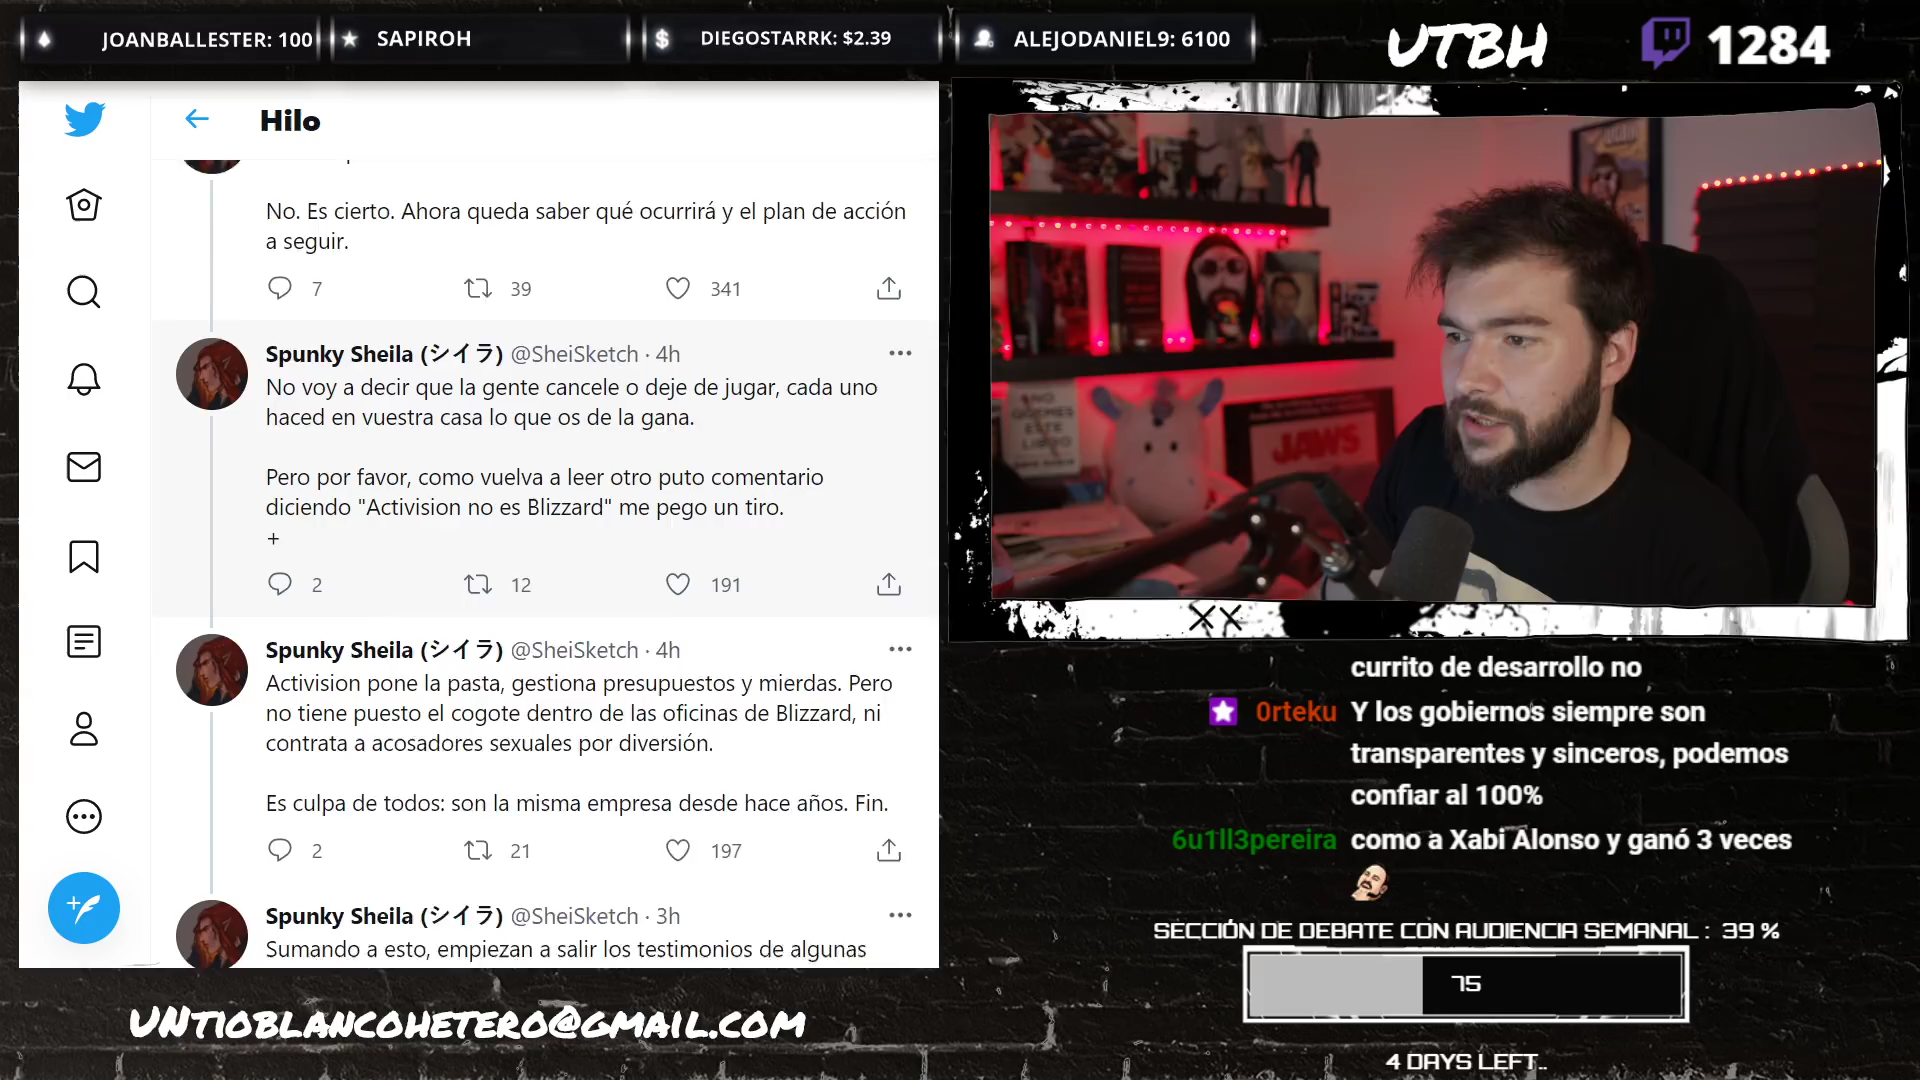 JOANBALLESTER: 100
SAPIROH
DIEGOSTARRK: $2.39
ALEJODANIEL9: 6100
UTBH
1284
Hilo
No. Es cierto. Ahora queda saber qué ocurrirá y el plan de acción
a seguir.
7 39 341
Spunky Sheila (シイラ) @SheiSketch · 4h
No voy a decir que la gente cancele o deje de jugar, cada uno
haced en vuestra casa lo que os de la gana.
Pero por favor, como vuelva a leer otro puto comentario
diciendo "Activision no es Blizzard" me pego un tiro.
+
2 12 191
Spunky Sheila (シイラ) @SheiSketch · 4h
Activision pone la pasta, gestiona presupuestos y mierdas. Pero
no tiene puesto el cogote dentro de las oficinas de Blizzard, ni
contrata a acosadores sexuales por diversión.
Es culpa de todos: son la misma empresa desde hace años. Fin.
2 21 197
Spunky Sheila (シイラ) @SheiSketch · 3h
Sumando a esto, empiezan a salir los testimonios de algunas
NO
QUEMES
ESTE
LIBRO
JAWS
currito de desarrollo no
0rteku Y los gobiernos siempre son
transparentes y sinceros, podemos
confiar al 100%
6u1ll3pereira como a Xabi Alonso y ganó 3 veces
SECCIÓN DE DEBATE CON AUDIENCIA SEMANAL : 39 %
75
4 DAYS LEFT..
UNTIOBLANCOHETERO@GMAIL.COM